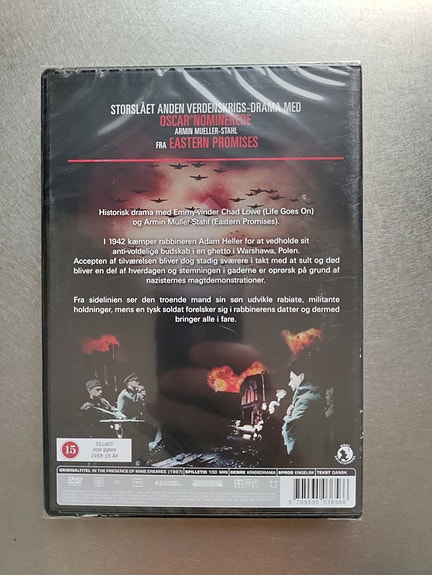 STORSLÅET ANDEN VERDENSKRIGS-DRAMA MED
OSCAR NOMINEREDE
ARMIN MUELLER-STAHL
FRA EASTERN PROMISES
Historisk drama med Emmy-vinder Chad Lowe (Life Goes On)
og Armin Müller-Stahl (Eastern Promises).
I 1942 kæmper rabbineren Adam Heller for at vedholde sit
anti-voldelige budskab i en ghetto i Warshawa, Polen.
Accepten af tilværelsen bliver dog stadig sværere i takt med at sult og død
bliver en del af hverdagen og stemningen i gaderne er oprørsk på grund af
nazisternes magtdemonstrationer.
Fra sidelinien ser den troende mand sin søn udvikle rabiate, militante
holdninger, mens en tysk soldat forelsker sig i rabbinerens datter og dermed
bringer alle i fare.
15
TILLADT
FOR BØRN
OVER 15 ÅR
ORIGINALTITEL IN THE PRESENCE OF MINE ENEMIES (1997) SPILLETID 100 MIN GENRE KRIGSDRAMA SPROG ENGELSK TEKST DANSK
DVD
5 705535 036566